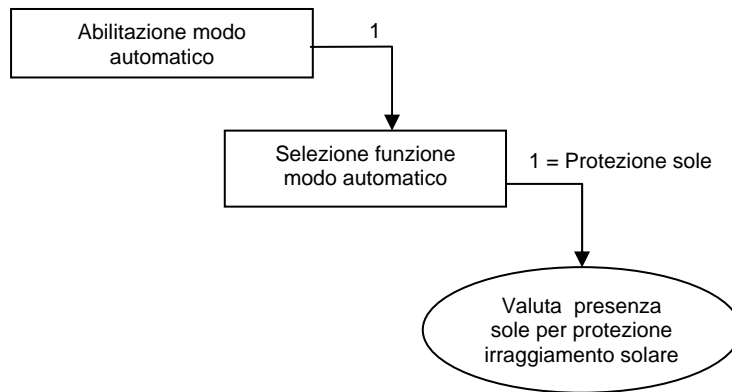 Abilitazione modo
automatico
1
Selezione funzione
modo automatico
1 = Protezione sole
Valuta presenza
sole per protezione
irraggiamento solare